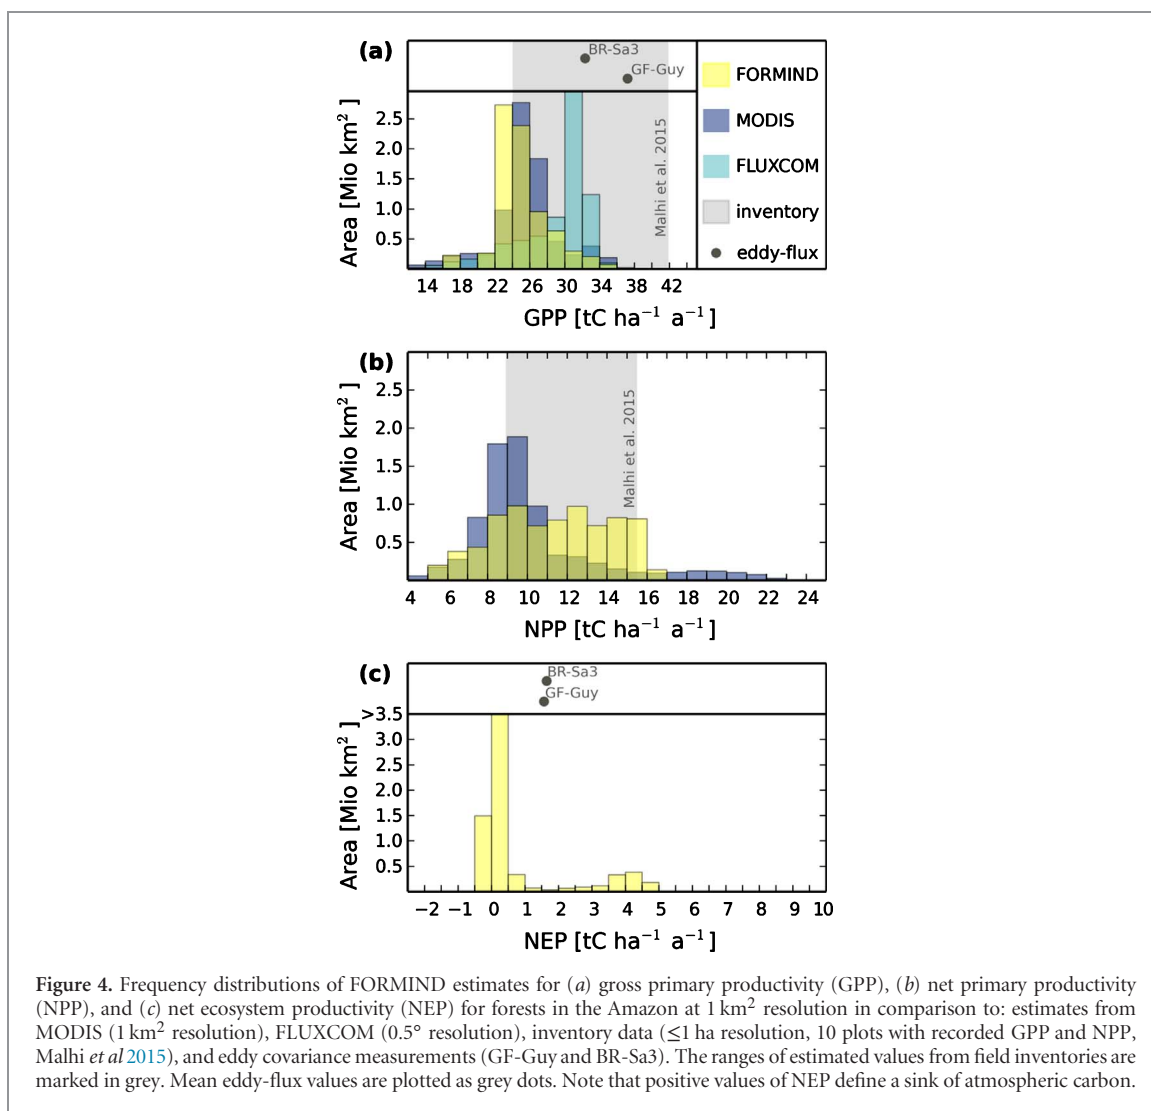 (a)
BR-Sa3
GF-Guy
Malhi et al. 2015
FORMIND
MODIS
FLUXCOM
inventory
eddy-flux
Area [Mio km²]
2.5
2.0
1.5
1.0
0.5
14 18 22 26 30 34 38 42
GPP [tC ha⁻¹ a⁻¹]
(b)
Malhi et al. 2015
Area [Mio km²]
2.5
2.0
1.5
1.0
0.5
4 6 8 10 12 14 16 18 20 22 24
NPP [tC ha⁻¹ a⁻¹]
(c)
BR-Sa3
GF-Guy
Area [Mio km²]
>3.5
3.0
2.5
2.0
1.5
1.0
0.5
−2 −1 0 1 2 3 4 5 6 7 8 9 10
NEP [tC ha⁻¹ a⁻¹]
Figure 4. Frequency distributions of FORMIND estimates for (a) gross primary productivity (GPP), (b) net primary productivity
(NPP), and (c) net ecosystem productivity (NEP) for forests in the Amazon at 1 km² resolution in comparison to: estimates from
MODIS (1 km² resolution), FLUXCOM (0.5° resolution), inventory data (≤1 ha resolution, 10 plots with recorded GPP and NPP,
Malhi et al 2015), and eddy covariance measurements (GF-Guy and BR-Sa3). The ranges of estimated values from field inventories are
marked in grey. Mean eddy-flux values are plotted as grey dots. Note that positive values of NEP define a sink of atmospheric carbon.